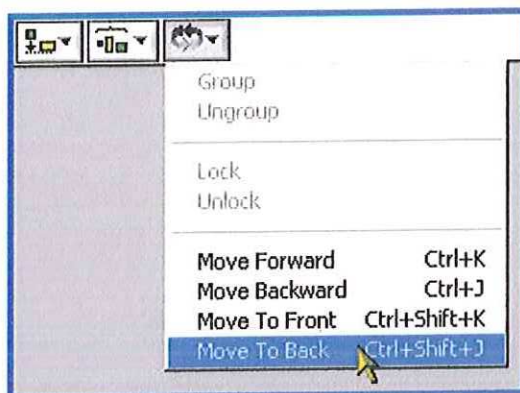 Group
Ungroup
Lock
Unlock
Move Forward Ctrl+K
Move Backward Ctrl+J
Move To Front Ctrl+Shift+K
Move To Back Ctrl+Shift+J